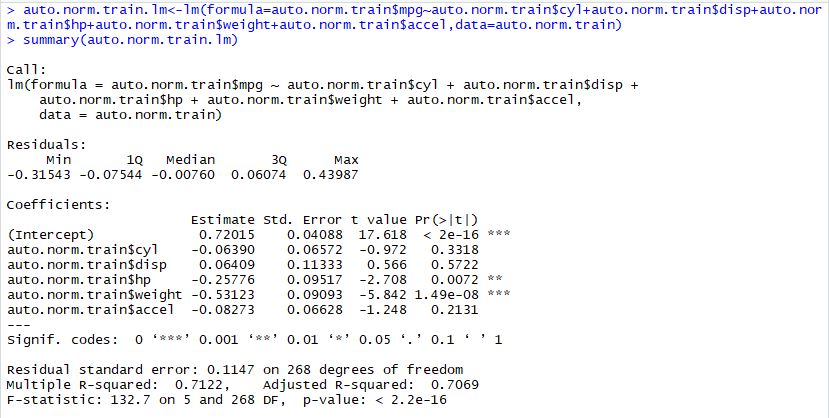 > auto.norm.train.lm<-lm(formula=auto.norm.train$mpg~auto.norm.train$cyl+auto.norm.train$disp+auto.nor
m.train$hp+auto.norm.train$weight+auto.norm.train$accel,data=auto.norm.train)
> summary(auto.norm.train.lm)
Call:
lm(formula = auto.norm.train$mpg ~ auto.norm.train$cyl + auto.norm.train$disp +
    auto.norm.train$hp + auto.norm.train$weight + auto.norm.train$accel,
    data = auto.norm.train)
Residuals:
     Min       1Q   Median       3Q      Max
-0.31543 -0.07544 -0.00760  0.06074  0.43987
Coefficients:
                       Estimate Std. Error t value Pr(>|t|)
(Intercept)             0.72015    0.04088  17.618  < 2e-16 ***
auto.norm.train$cyl    -0.06390    0.06572  -0.972   0.3318
auto.norm.train$disp    0.06409    0.11333   0.566   0.5722
auto.norm.train$hp     -0.25776    0.09517  -2.708   0.0072 **
auto.norm.train$weight -0.53123    0.09093  -5.842 1.49e-08 ***
auto.norm.train$accel  -0.08273    0.06628  -1.248   0.2131
---
Signif. codes:  0 ‘***’ 0.001 ‘**’ 0.01 ‘*’ 0.05 ‘.’ 0.1 ‘ ’ 1
Residual standard error: 0.1147 on 268 degrees of freedom
Multiple R-squared:  0.7122,	Adjusted R-squared:  0.7069
F-statistic: 132.7 on 5 and 268 DF,  p-value: < 2.2e-16